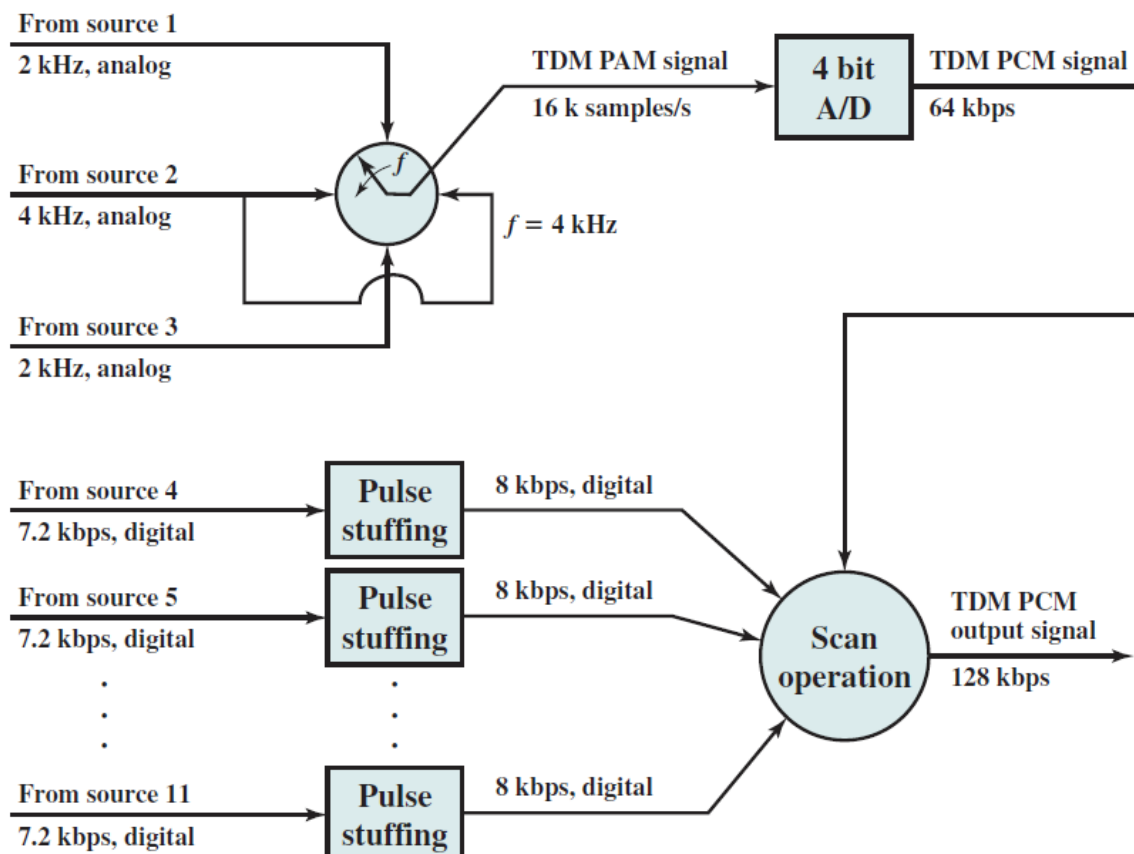 From source 1
2 kHz, analog
TDM PAM signal
16 k samples/s
4 bit
A/D
TDM PCM signal
64 kbps
f
From source 2
4 kHz, analog
f = 4 kHz
From source 3
2 kHz, analog
From source 4
7.2 kbps, digital
Pulse
stuffing
8 kbps, digital
From source 5
7.2 kbps, digital
Pulse
stuffing
8 kbps, digital
Scan
operation
TDM PCM
output signal
128 kbps
From source 11
7.2 kbps, digital
Pulse
stuffing
8 kbps, digital